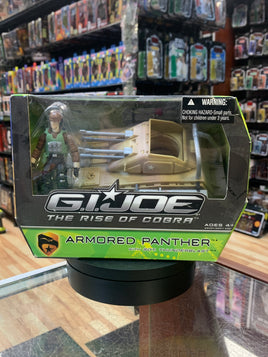 WARNING:
CHOKING HAZARD-Small parts.
Not for children under 3 years.
G.I.JOE
THE RISE OF COBRA
AGES 4+
ARMORED PANTHER